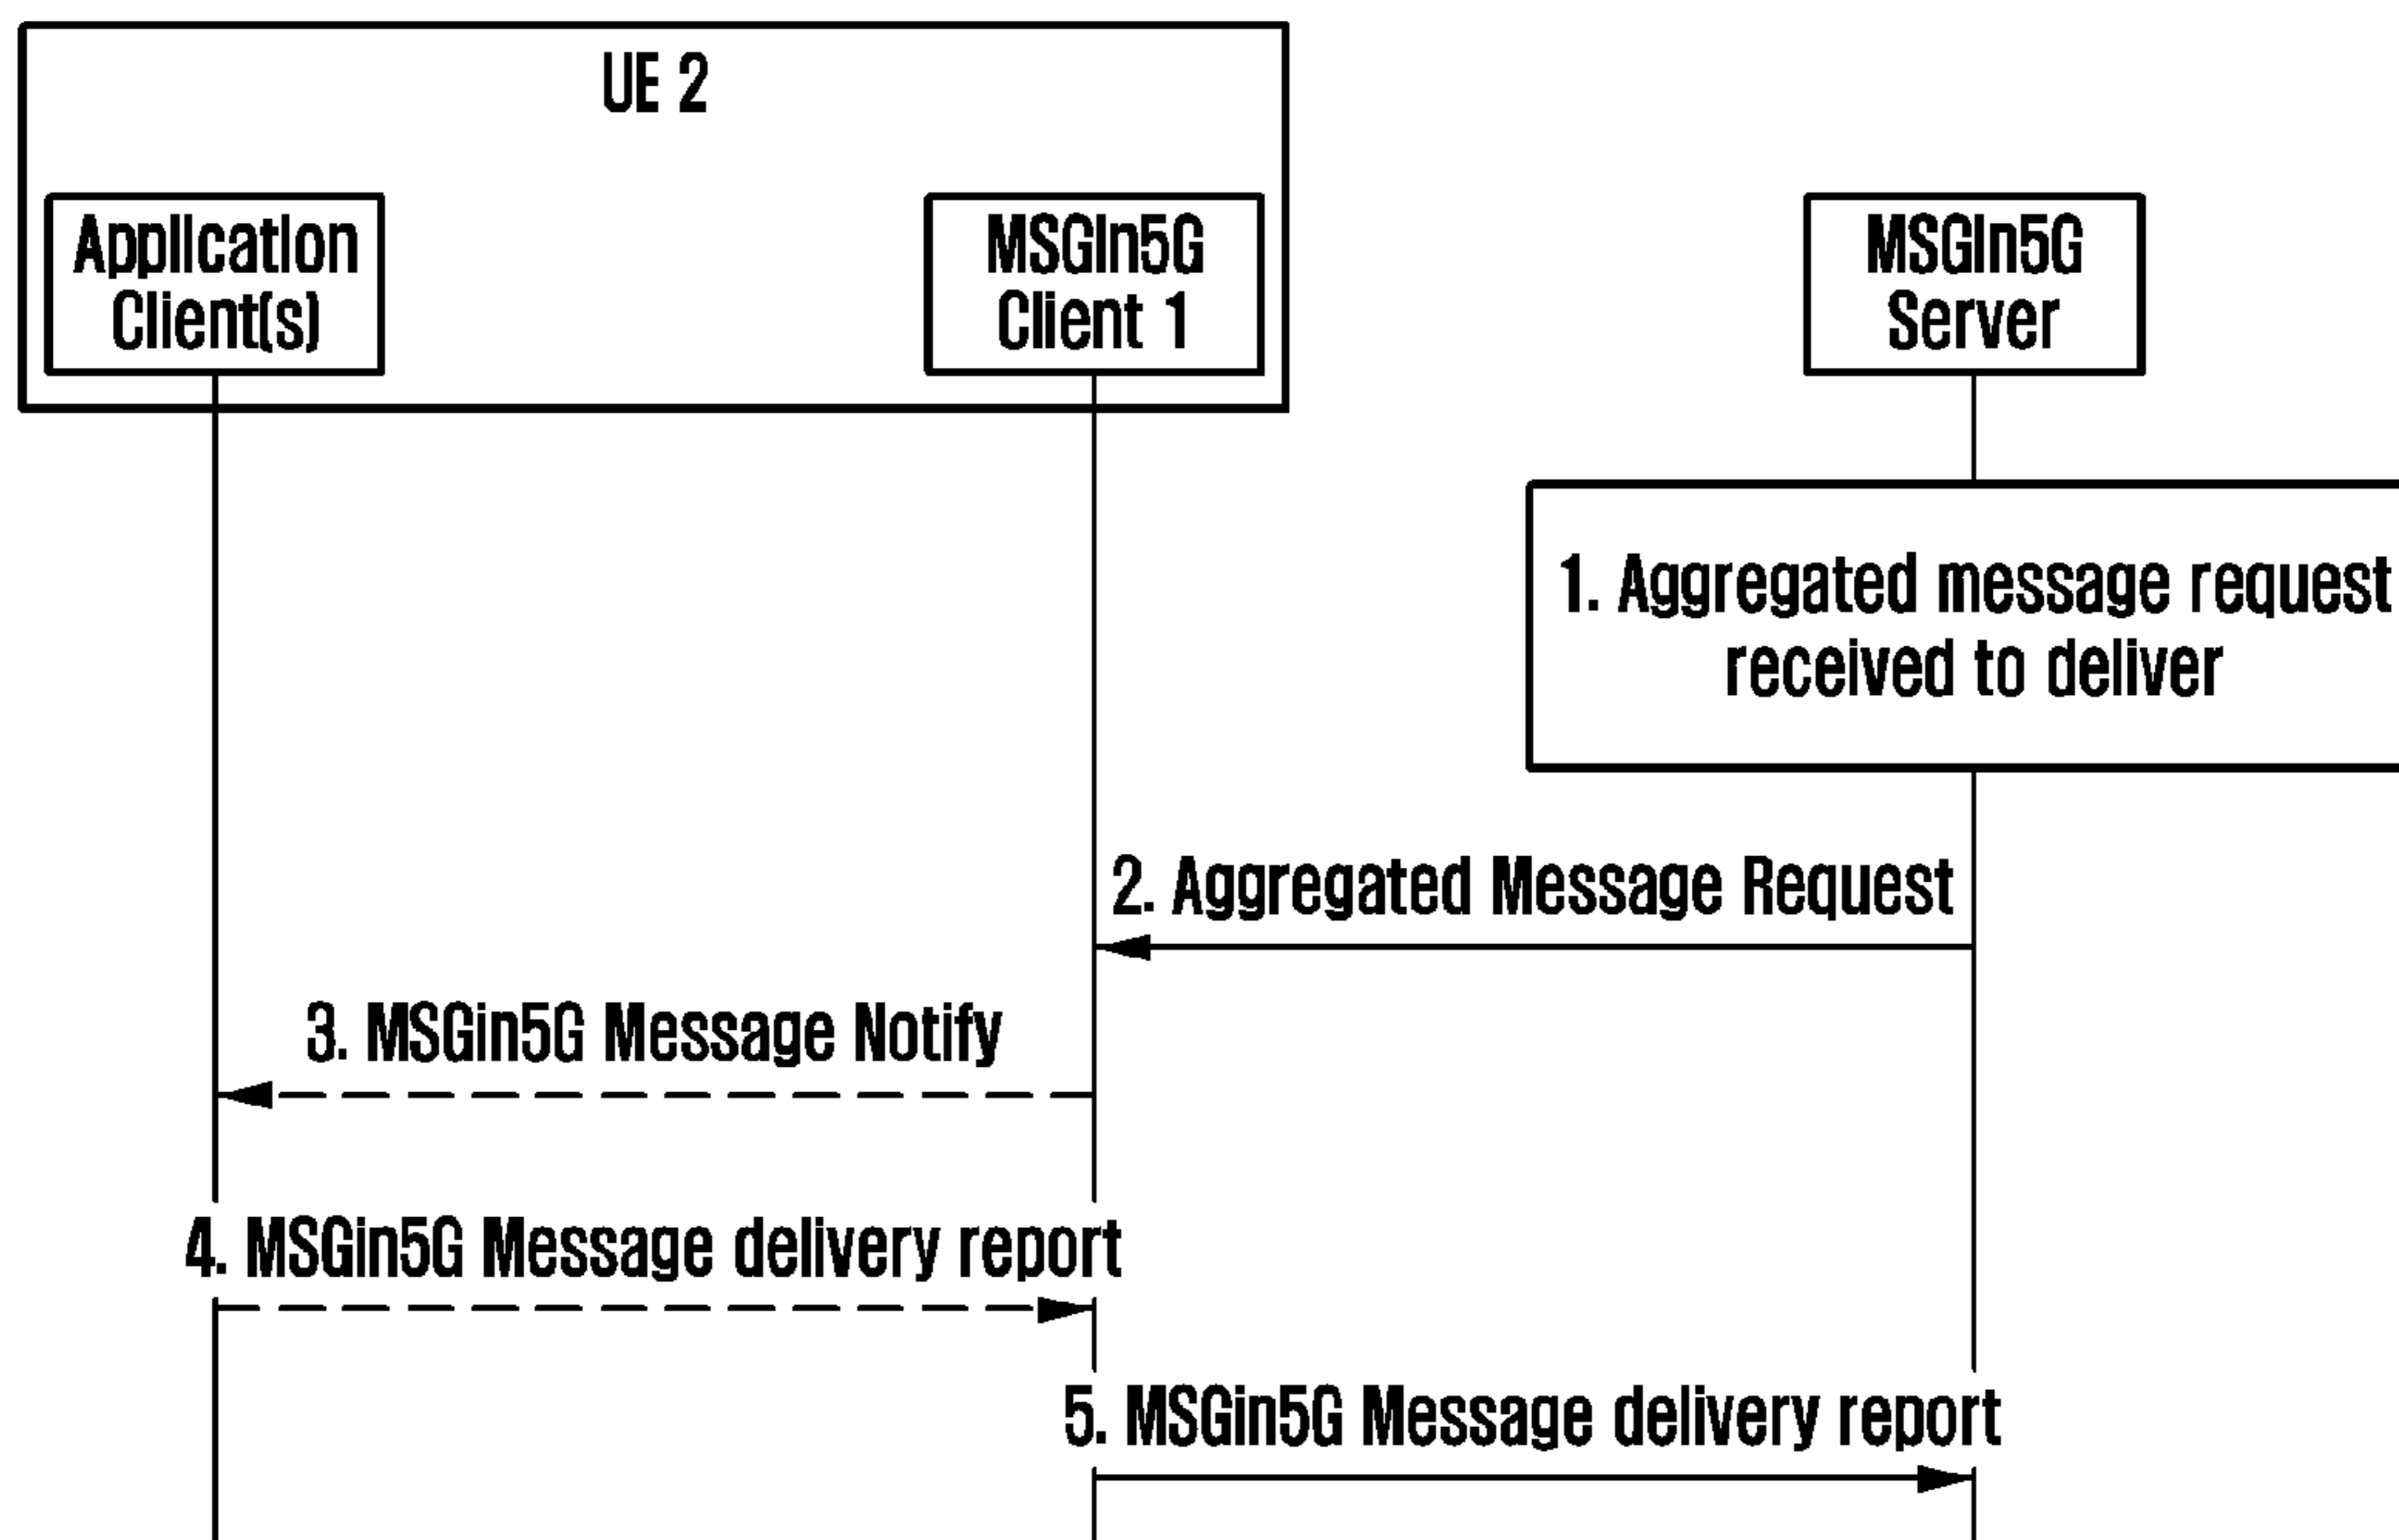 UE 2
Application
Client(s)
MSGin5G
Client 1
MSGin5G
Server
1. Aggregated message request
received to deliver
2. Aggregated Message Request
3. MSGin5G Message Notify
4. MSGin5G Message delivery report
5. MSGin5G Message delivery report